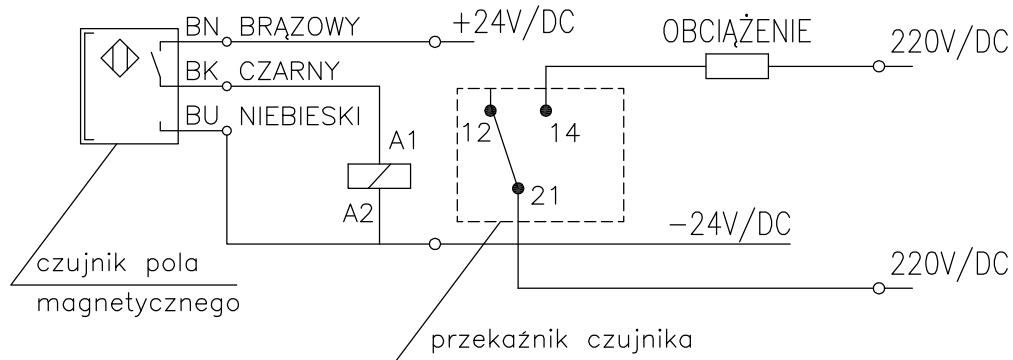 BN BRĄZOWY
+24V/DC
OBCIĄŻENIE
220V/DC
BK CZARNY
BU NIEBIESKI
12
14
A1
21
A2
-24V/DC
czujnik pola
magnetycznego
220V/DC
przekaźnik czujnika